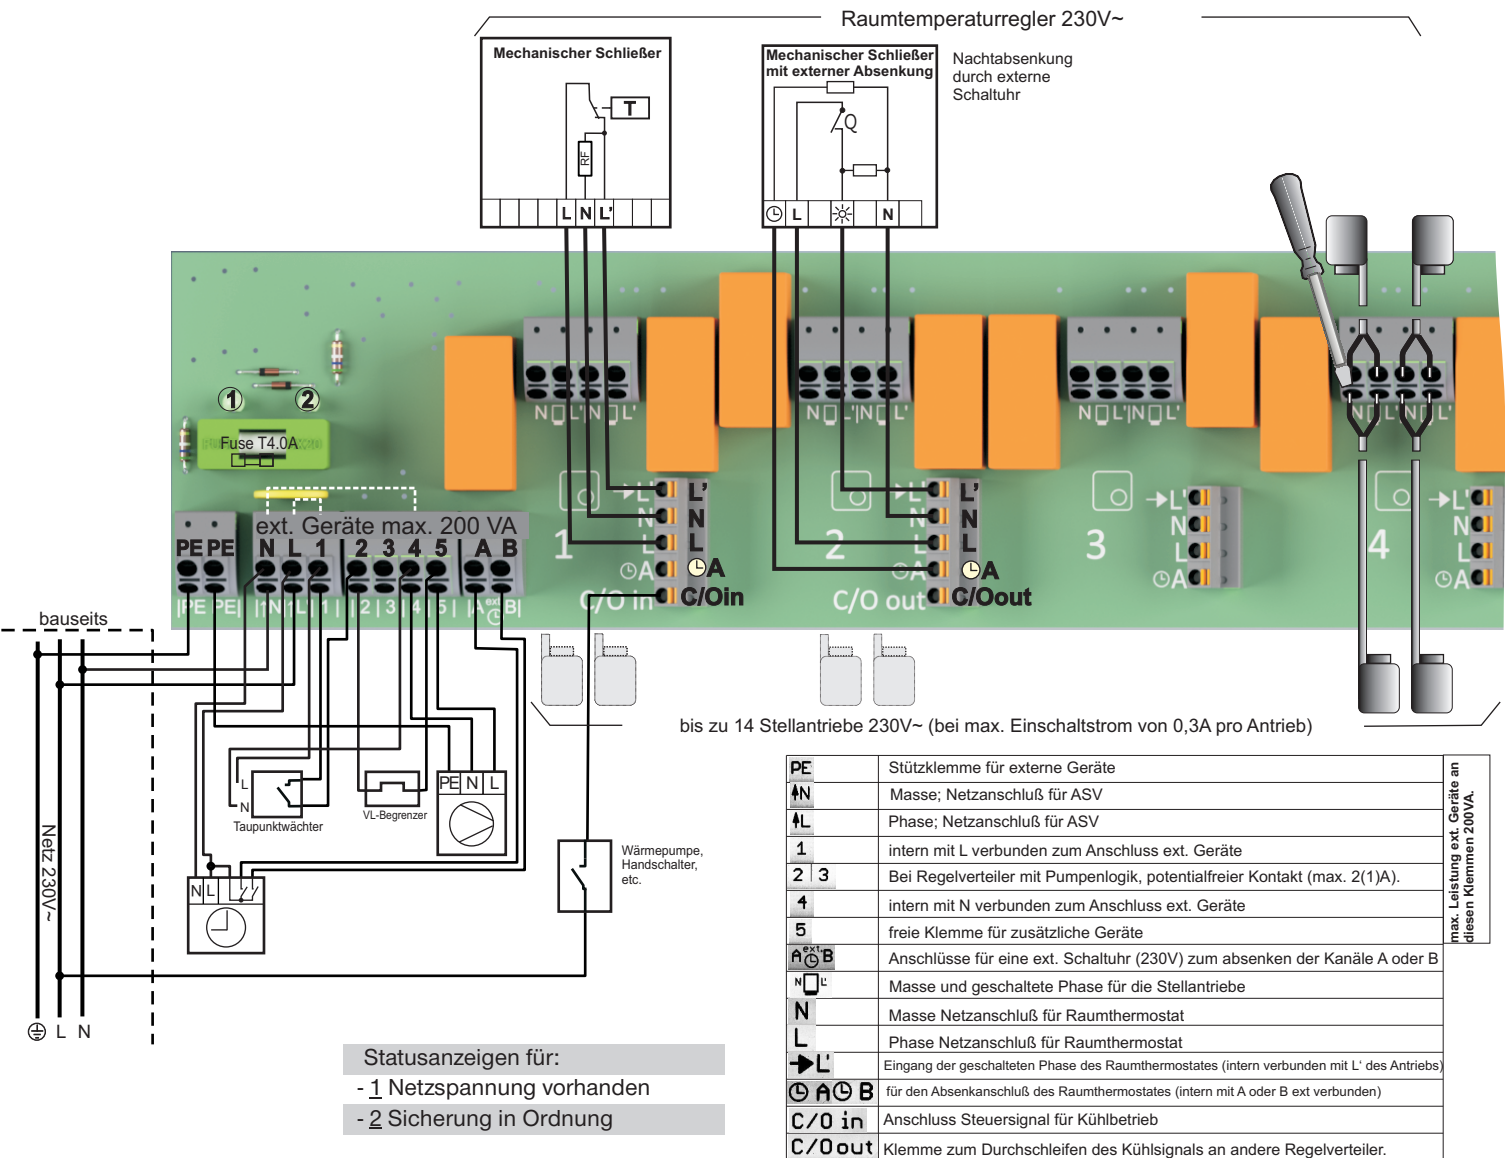 Raumtemperaturregler 230V~
Mechanischer Schließer
T
RF
L N L'
Mechanischer Schließer
mit externer Absenkung
Q
L N
Nachtabsenkung
durch externe
Schaltuhr
N L' N L'
N L'|N L'
N L'|N L'
N L' N L'
1 2
Fuse T4.0A
ext. Geräte max. 200 VA
PE PE N L 1 2 3 4 5 A B
|PE PE| |↑N ↑L 1 | |2 | 3 |4 |5 | |A ext. B|
1
→L'
N
L
A
C/O in
L'
N
L
A
C/Oin
2
→L'
N
L
A
C/O out
L'
N
L
A
C/Oout
3
→L'
N
L
A
4
→L'
N
L
A
bauseits
Netz 230V~
L N
L
N
Taupunktwächter
VL-Begrenzer
PE N L
N L
Wärmepumpe,
Handschalter,
etc.
bis zu 14 Stellantriebe 230V~ (bei max. Einschaltstrom von 0,3A pro Antrieb)
PE Stützklemme für externe Geräte
↑N Masse; Netzanschluß für ASV
↑L Phase; Netzanschluß für ASV
1 intern mit L verbunden zum Anschluss ext. Geräte
2 | 3 Bei Regelverteiler mit Pumpenlogik, potentialfreier Kontakt (max. 2(1)A).
4 intern mit N verbunden zum Anschluss ext. Geräte
5 freie Klemme für zusätzliche Geräte
A ext. B Anschlüsse für eine ext. Schaltuhr (230V) zum absenken der Kanäle A oder B
N L' Masse und geschaltete Phase für die Stellantriebe
N Masse Netzanschluß für Raumthermostat
L Phase Netzanschluß für Raumthermostat
→L' Eingang der geschalteten Phase des Raumthermostates (intern verbunden mit L' des Antriebs)
A B für den Absenkanschluß des Raumthermostates (intern mit A oder B ext verbunden)
C/O in Anschluss Steuersignal für Kühlbetrieb
C/O out Klemme zum Durchschleifen des Kühlsignals an andere Regelverteiler.
max. Leistung ext. Geräte an
diesen Klemmen 200VA.
Statusanzeigen für:
- 1 Netzspannung vorhanden
- 2 Sicherung in Ordnung